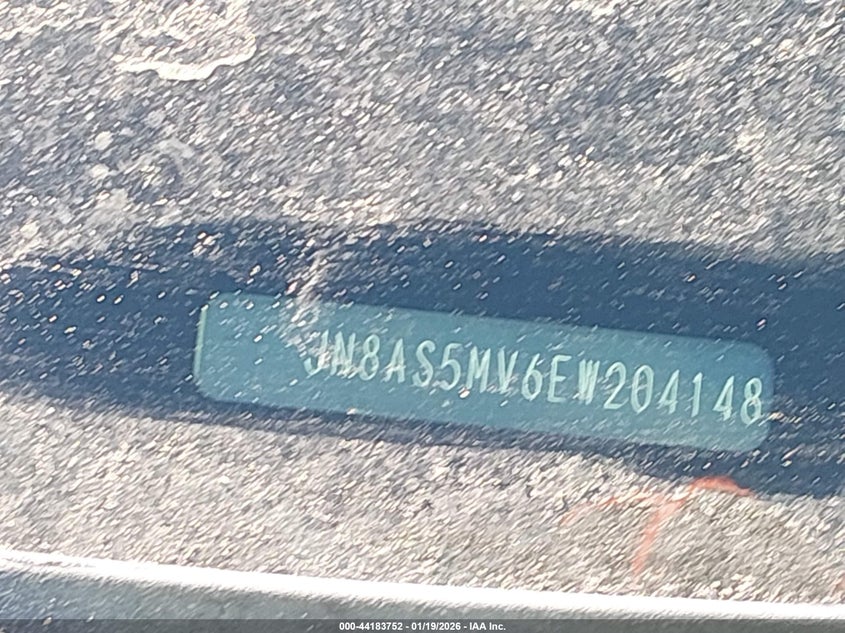 JN8AS5MV6EW204148
000-44183752 - 01/19/2026 - IAA Inc.